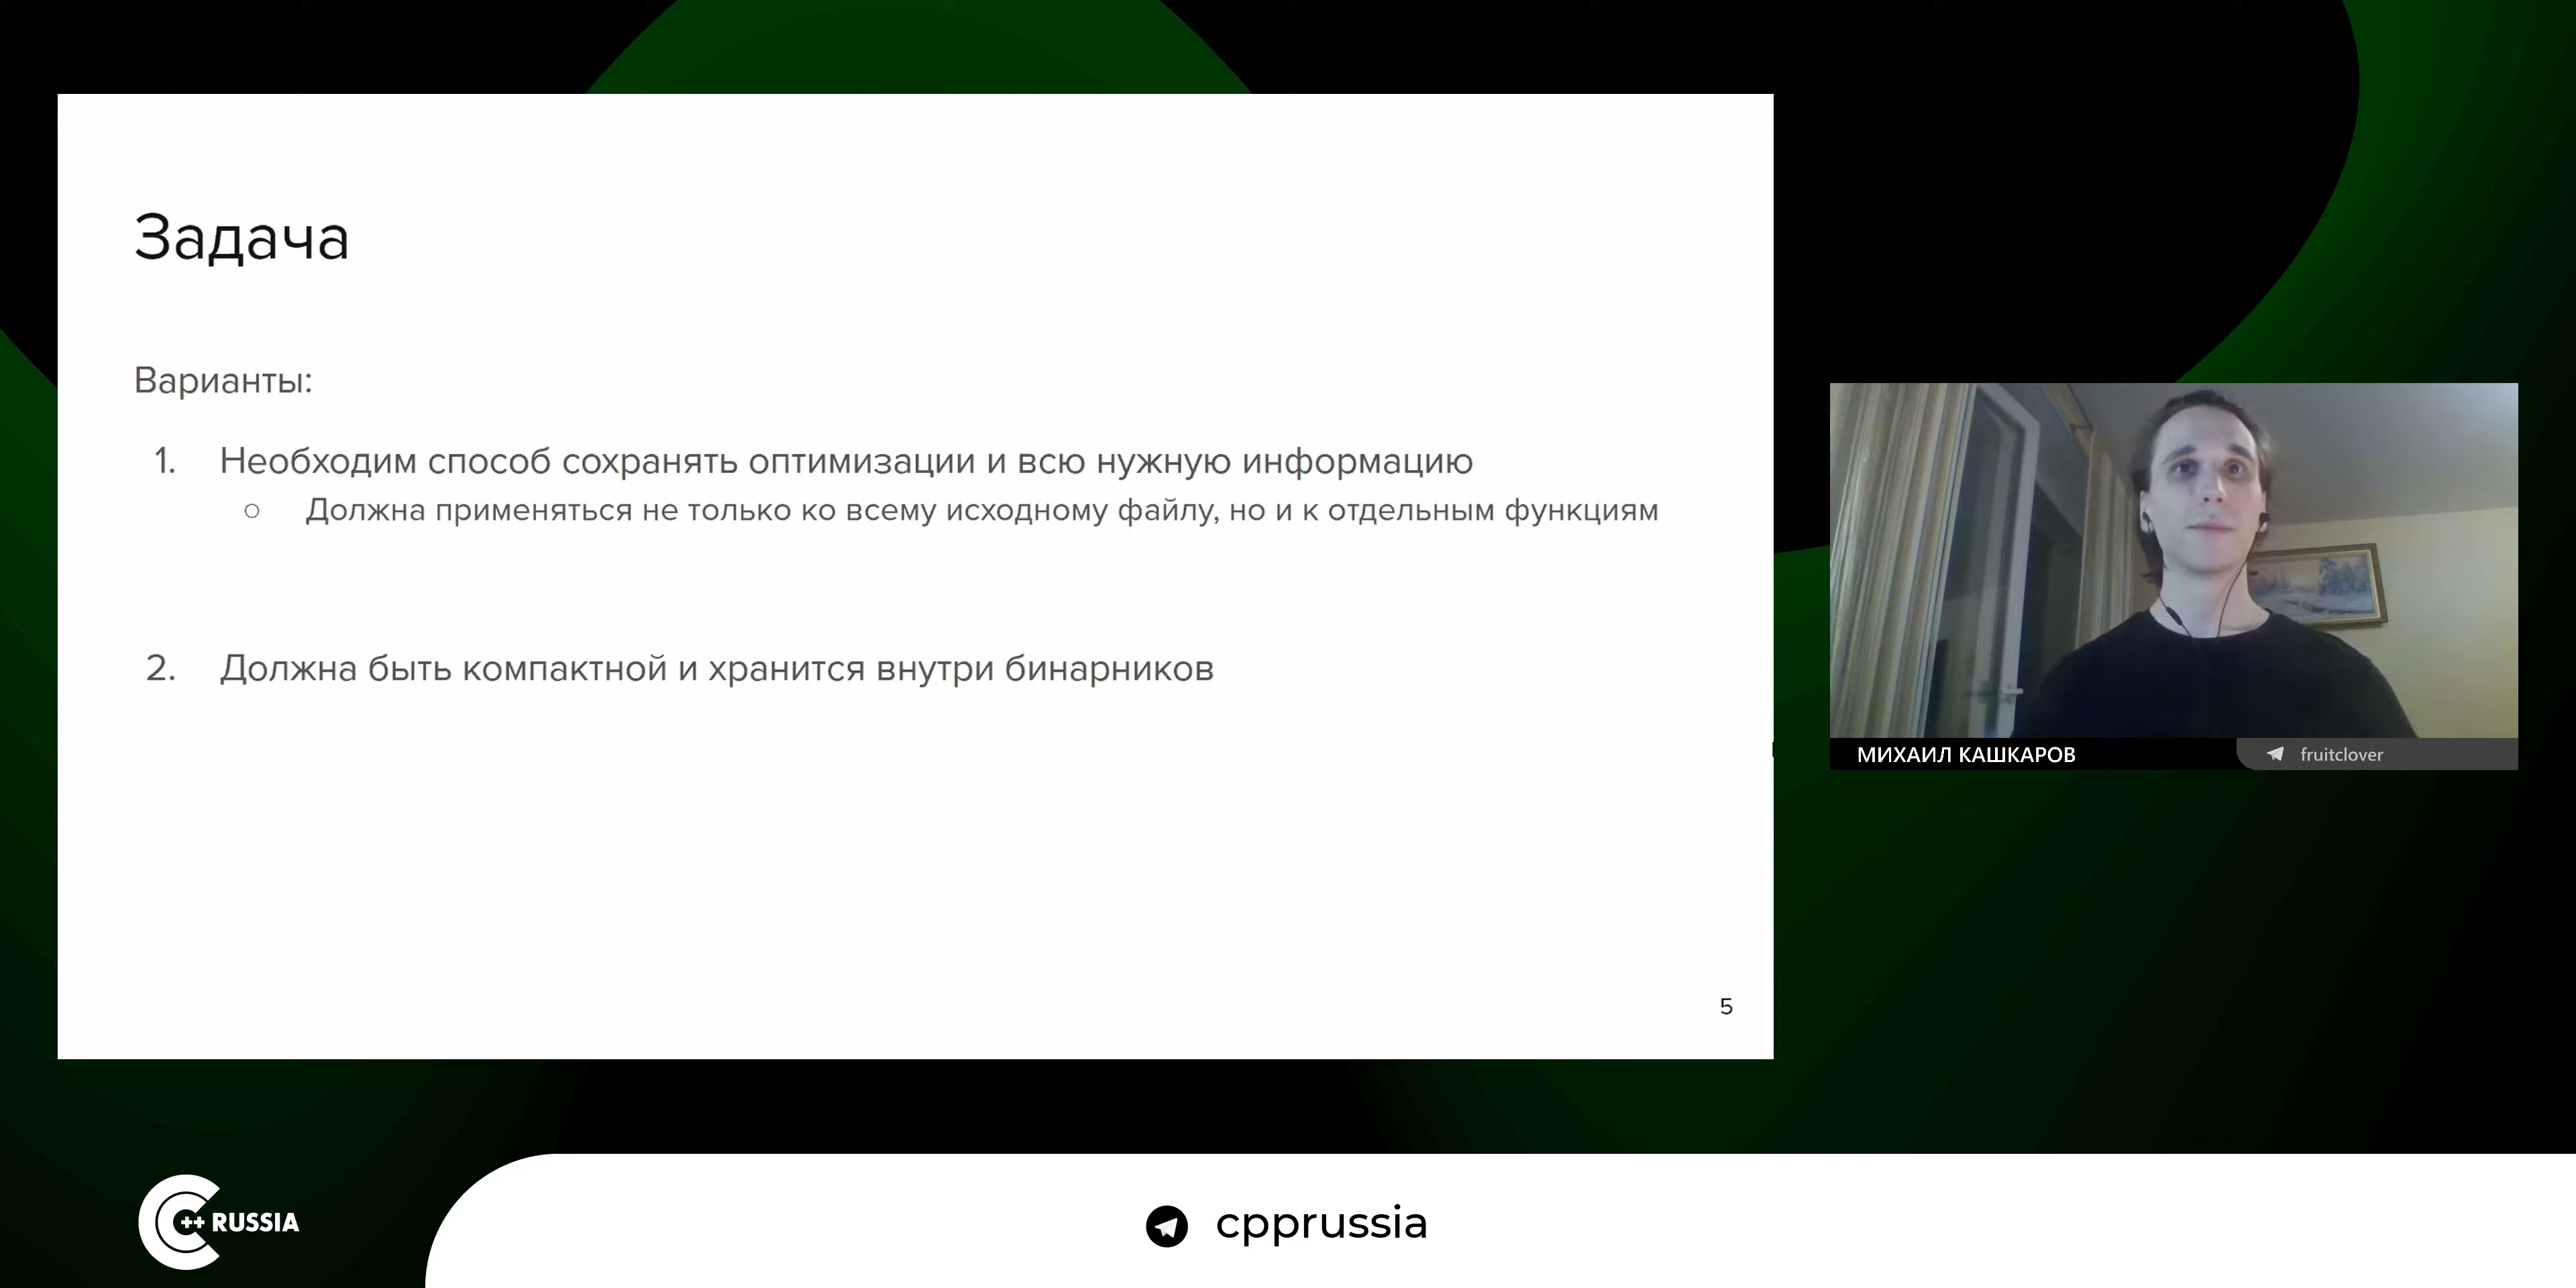 Задача
Варианты:
1. Необходим способ сохранять оптимизации и всю нужную информацию
○ Должна применяться не только ко всему исходному файлу, но и к отдельным функциям
2. Должна быть компактной и хранится внутри бинарников
5
МИХАИЛ КАШКАРОВ
fruitclover
C++ RUSSIA
cpprussia